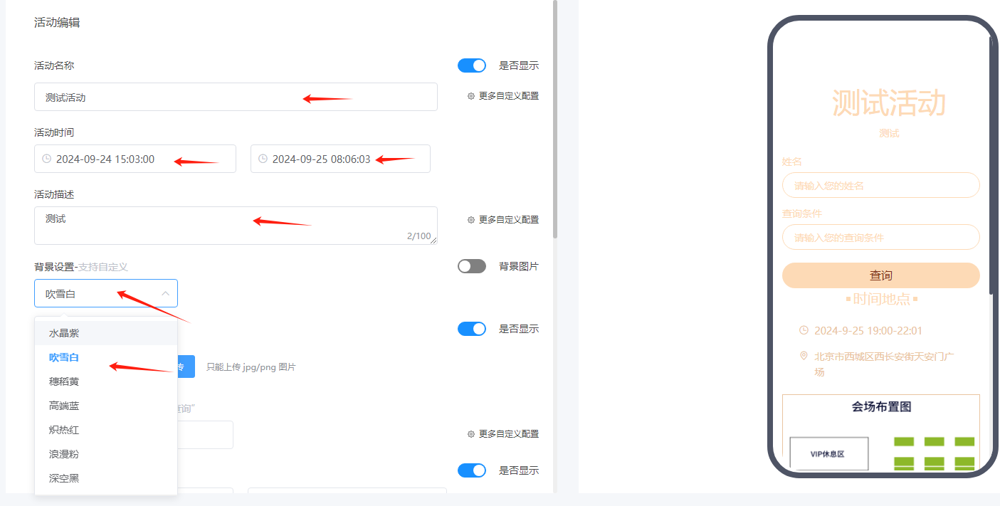 活动编辑
活动名称
是否显示
测试活动
更多自定义配置
活动时间
2024-09-24 15:03:00
2024-09-25 08:06:03
活动描述
测试
2/100
更多自定义配置
背景设置-支持自定义
背景图片
吹雪白
水晶紫
吹雪白
穗稻黄
高端蓝
炽热红
浪漫粉
深空黑
是否显示
传
只能上传 jpg/png 图片
查询"
更多自定义配置
是否显示
测试活动
测试
姓名
请输入您的姓名
查询条件
请输入您的查询条件
查询
时间地点
2024-9-25 19:00-22:01
北京市西城区西长安街天安门广
场
会场布置图
VIP休息区